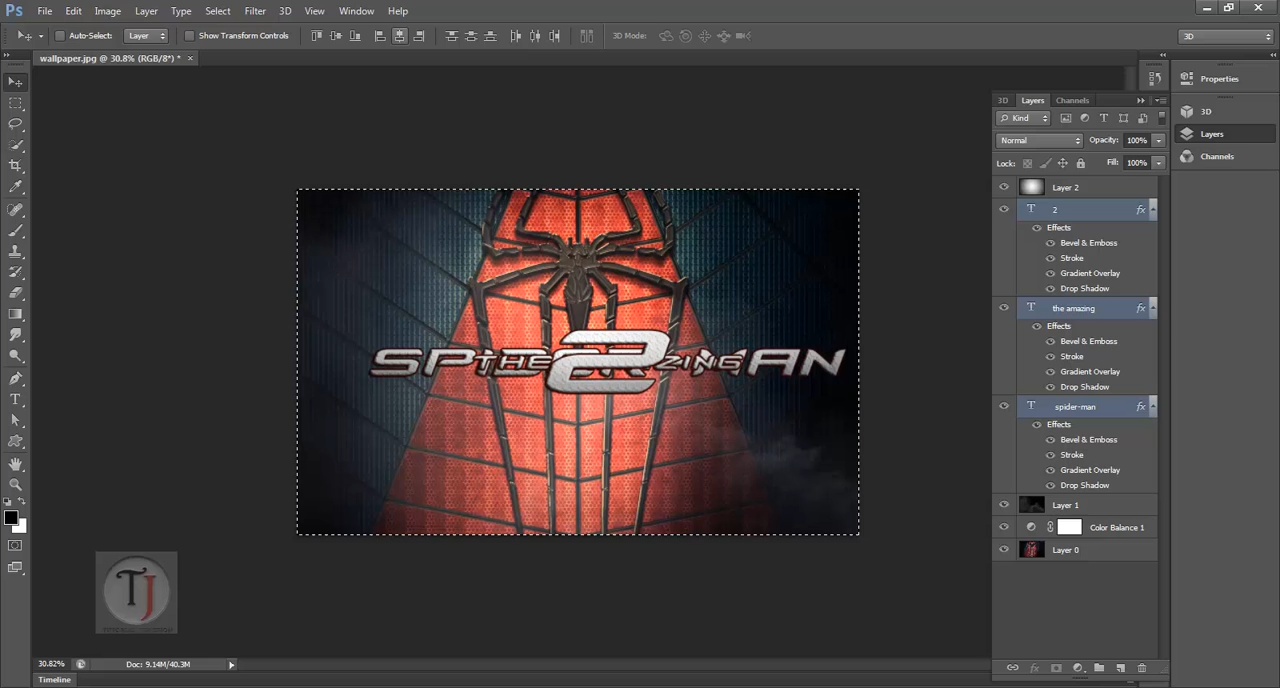 Ps File Edit Image Layer Type Select Filter 3D View Window Help
Auto-Select: Layer Show Transform Controls 3D Mode: 3D
wallpaper.jpg @ 30.8% (RGB/8*) * ×
Properties
3D Layers Channels
3D
Kind
Layers
Normal Opacity: 100%
Channels
Lock: Fill: 100%
Layer 2
T 2 fx
Effects
Bevel & Emboss
Stroke
Gradient Overlay
Drop Shadow
T the amazing fx
Effects
Bevel & Emboss
Stroke
Gradient Overlay
Drop Shadow
T spider-man fx
Effects
Bevel & Emboss
Stroke
Gradient Overlay
Drop Shadow
Layer 1
Color Balance 1
Layer 0
2
TJ
30.82% Doc: 9.14M/40.3M
Timeline